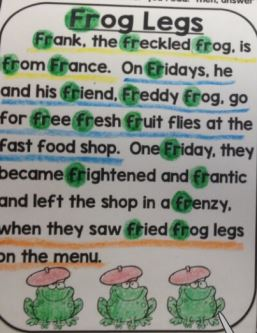 Then, answer
Frog Legs
Frank, the freckled frog, is
from France. On Fridays, he
and his friend, Freddy Frog, go
for free fresh fruit flies at the
fast food shop. One Friday, they
became frightened and frantic
and left the shop in a frenzy,
when they saw fried frog legs
on the menu.